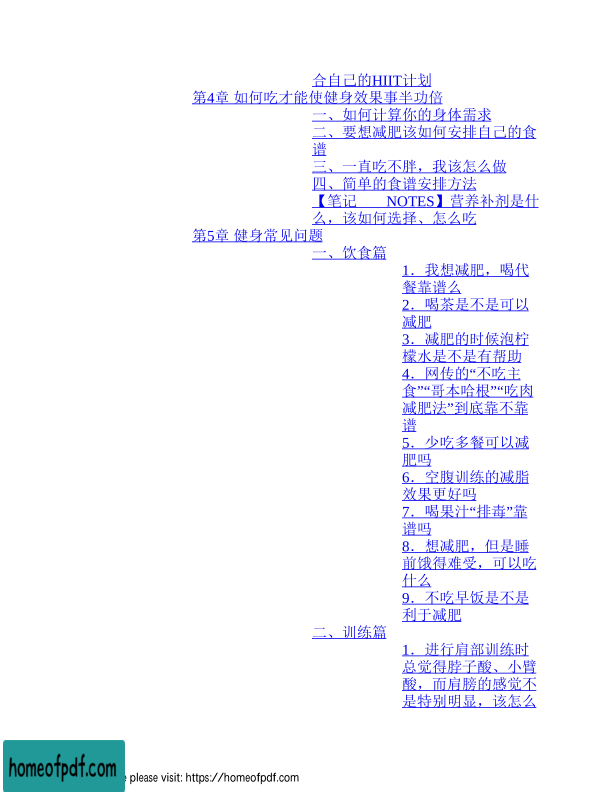 合自己的HIIT计划
第4章 如何吃才能使健身效果事半功倍
一、如何计算你的身体需求
二、要想减肥该如何安排自己的食
谱
三、一直吃不胖，我该怎么做
四、简单的食谱安排方法
【笔记　　NOTES】营养补剂是什
么，该如何选择、怎么吃
第5章 健身常见问题
一、饮食篇
1．我想减肥，喝代
餐靠谱么
2．喝茶是不是可以
减肥
3．减肥的时候泡柠
檬水是不是有帮助
4．网传的“不吃主
食”“哥本哈根”“吃肉
减肥法”到底靠不靠
谱
5．少吃多餐可以减
肥吗
6．空腹训练的减脂
效果更好吗
7．喝果汁“排毒”靠
谱吗
8．想减肥，但是睡
前饿得难受，可以吃
什么
9．不吃早饭是不是
利于减肥
二、训练篇
1．进行肩部训练时
总觉得脖子酸、小臂
酸，而肩膀的感觉不
是特别明显，该怎么
homeofpdf.com
please visit: https://homeofpdf.com